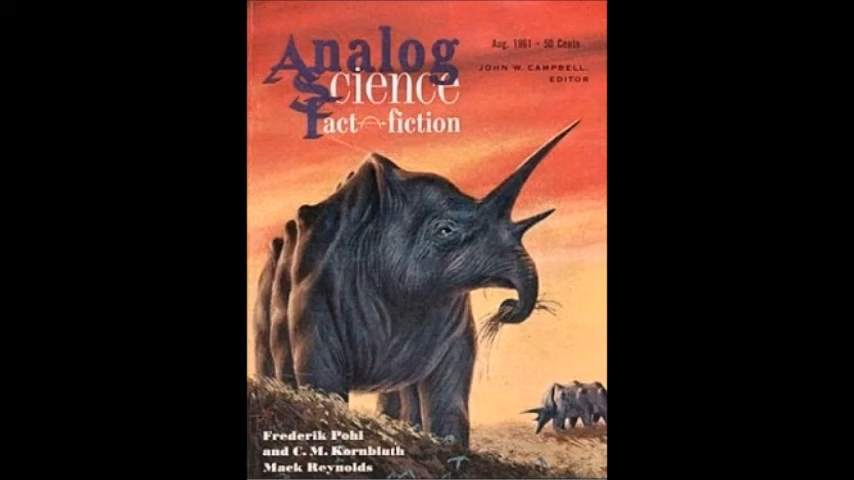 Analog
Science
Fact fiction
Aug. 1961 · 50 Cents
JOHN W. CAMPBELL,
EDITOR
Frederik Pohl
and C. M. Kornbluth
Mack Reynolds